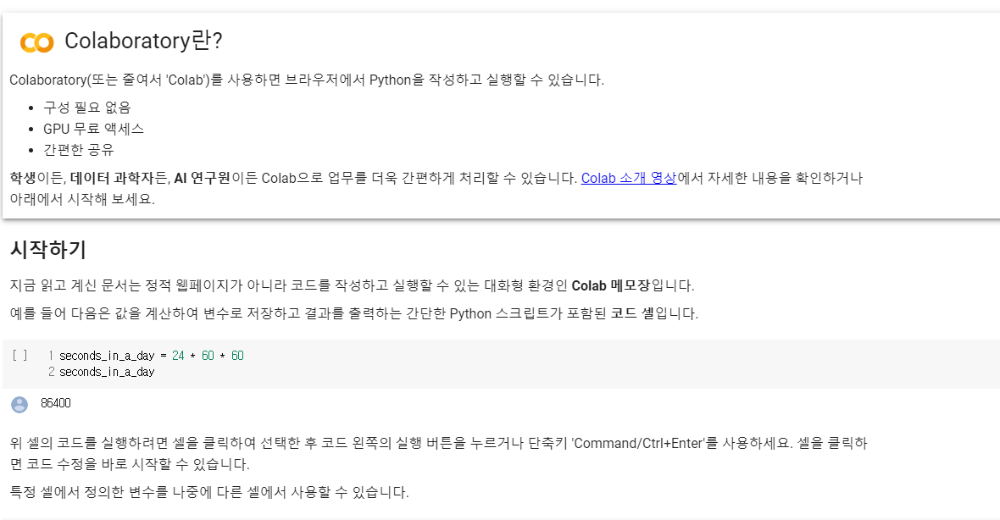 Colaboratory란?
Colaboratory(또는 줄여서 'Colab')를 사용하면 브라우저에서 Python을 작성하고 실행할 수 있습니다.
• 구성 필요 없음
• GPU 무료 액세스
• 간편한 공유
학생이든, 데이터 과학자든, AI 연구원이든 Colab으로 업무를 더욱 간편하게 처리할 수 있습니다. Colab 소개 영상에서 자세한 내용을 확인하거나
아래에서 시작해 보세요.
시작하기
지금 읽고 계신 문서는 정적 웹페이지가 아니라 코드를 작성하고 실행할 수 있는 대화형 환경인 Colab 메모장입니다.
예를 들어 다음은 값을 계산하여 변수로 저장하고 결과를 출력하는 간단한 Python 스크립트가 포함된 코드 셀입니다.
[ ] 1 seconds_in_a_day = 24 * 60 * 60
2 seconds_in_a_day
86400
위 셀의 코드를 실행하려면 셀을 클릭하여 선택한 후 코드 왼쪽의 실행 버튼을 누르거나 단축키 'Command/Ctrl+Enter'를 사용하세요. 셀을 클릭하
면 코드 수정을 바로 시작할 수 있습니다.
특정 셀에서 정의한 변수를 나중에 다른 셀에서 사용할 수 있습니다.